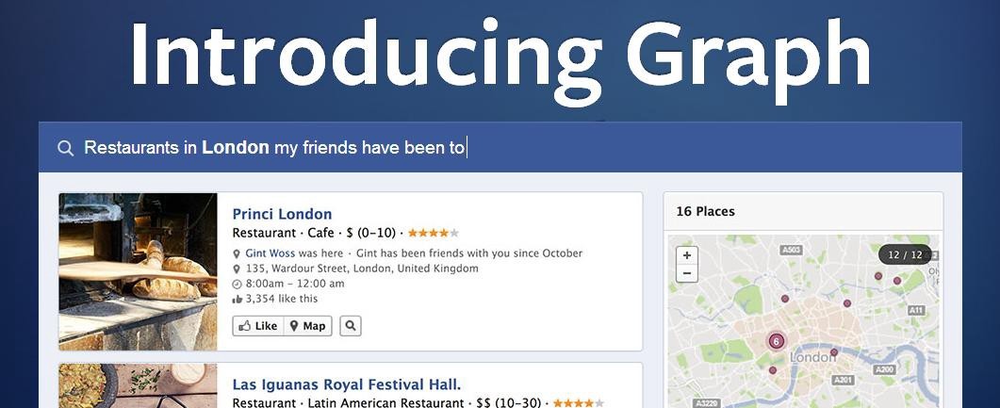 Introducing Graph
Restaurants in London my friends have been to
Princi London
Restaurant · Cafe · $ (0-10) ·
Gint Woss was here · Gint has been friends with you since October
135, Wardour Street, London, United Kingdom
8:00am – 12:00 am
3,354 like this
Like Map
Las Iguanas Royal Festival Hall.
Restaurant · Latin American Restaurant · $$ (10-30) ·
16 Places
+
−
A503
12 / 12
A11
6
London
A200
A201
A3220